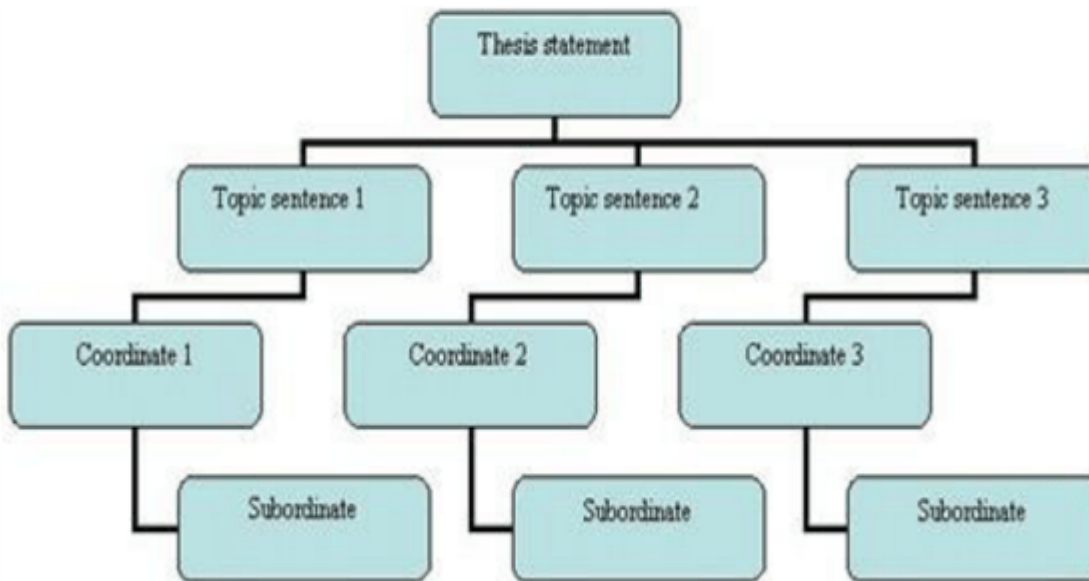 Thesis statement
Topic sentence 1
Topic sentence 2
Topic sentence 3
Coordinate 1
Coordinate 2
Coordinate 3
Subordinate
Subordinate
Subordinate